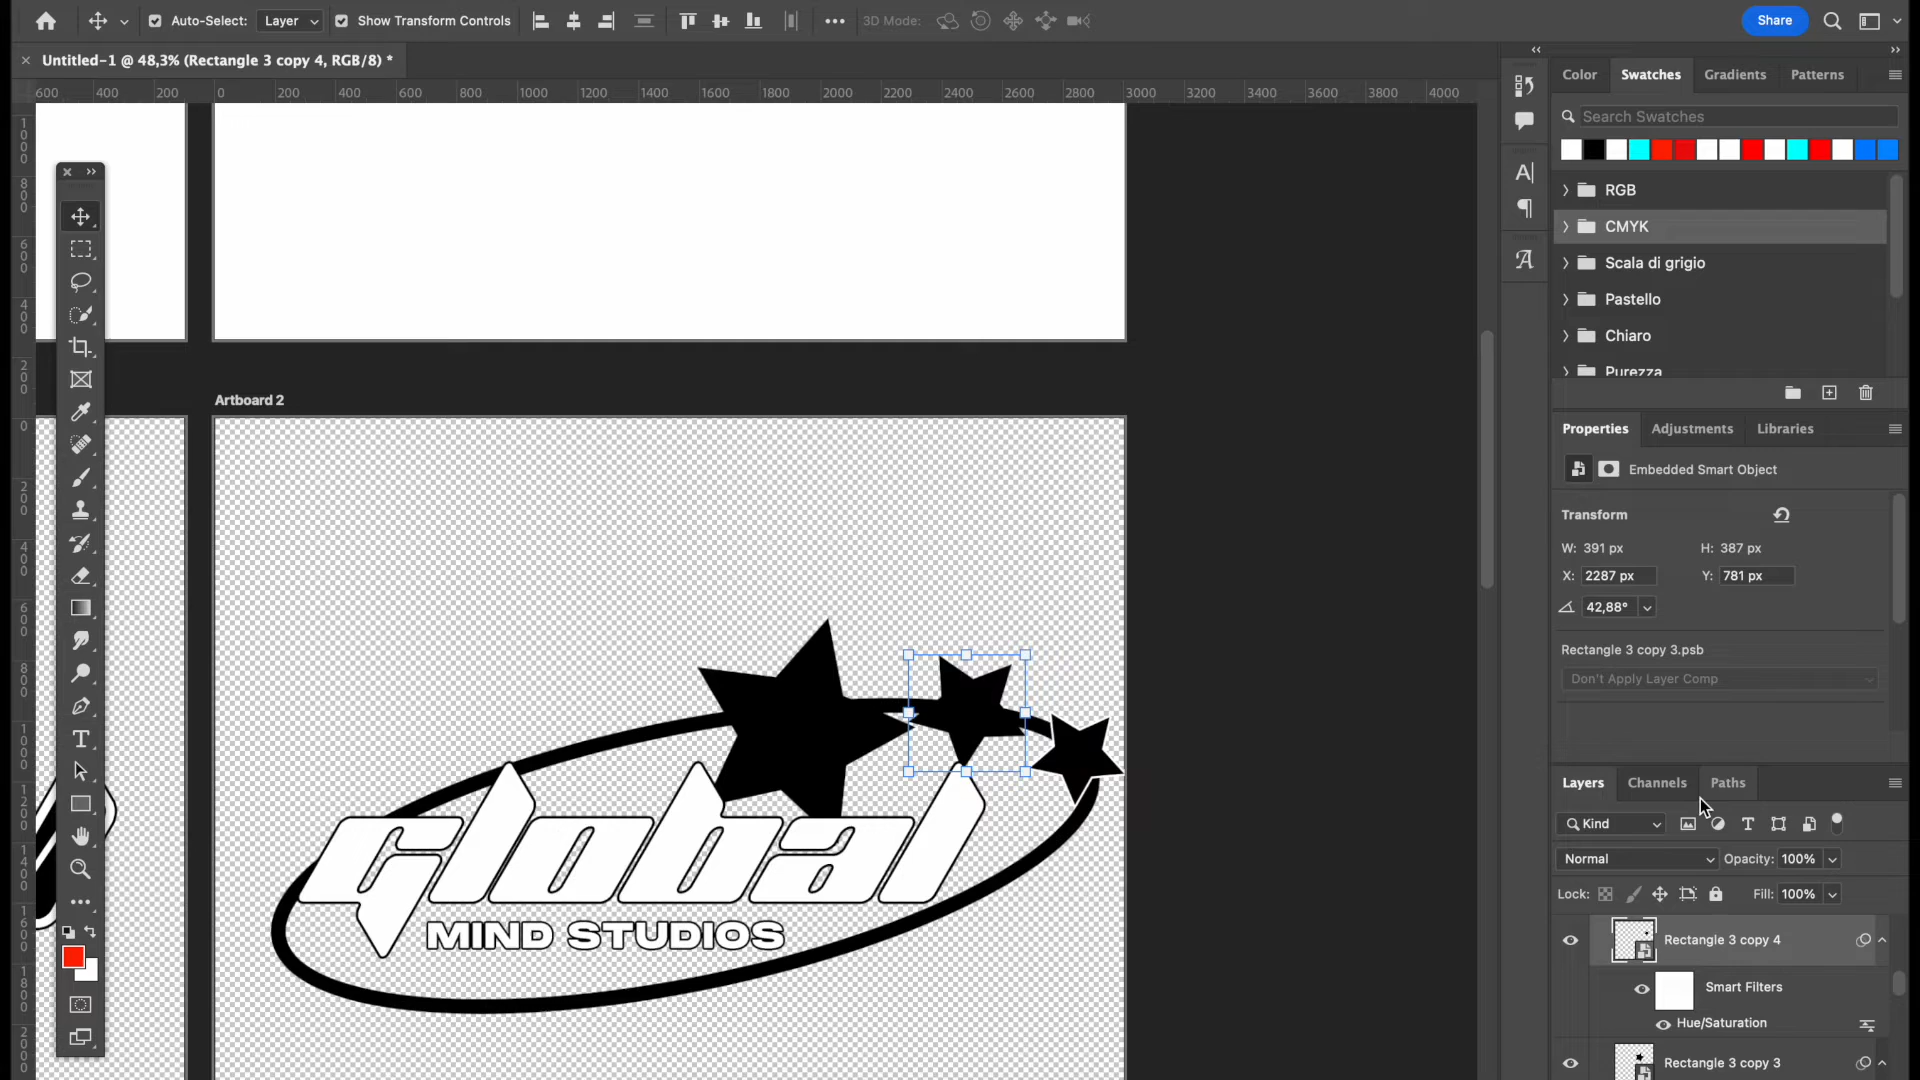 Auto-Select: Layer Show Transform Controls 3D Mode: Share
Untitled-1 @ 48,3% (Rectangle 3 copy 4, RGB/8) *
600 400 200 0 200 400 600 800 1000 1200 1400 1600 1800 2000 2200 2400 2600 2800 3000 3200 3400 3600 3800 4000
Color Swatches Gradients Patterns
Search Swatches
RGB
CMYK
Scala di grigio
Pastello
Chiaro
Purezza
Artboard 2
Properties Adjustments Libraries
Embedded Smart Object
Transform
W: 391 px H: 387 px
X: 2287 px Y: 781 px
42,88°
Rectangle 3 copy 3.psb
Don't Apply Layer Comp
global
MIND STUDIOS
Layers Channels Paths
Kind
Normal Opacity: 100%
Lock: Fill: 100%
Rectangle 3 copy 4
Smart Filters
Hue/Saturation
Rectangle 3 copy 3